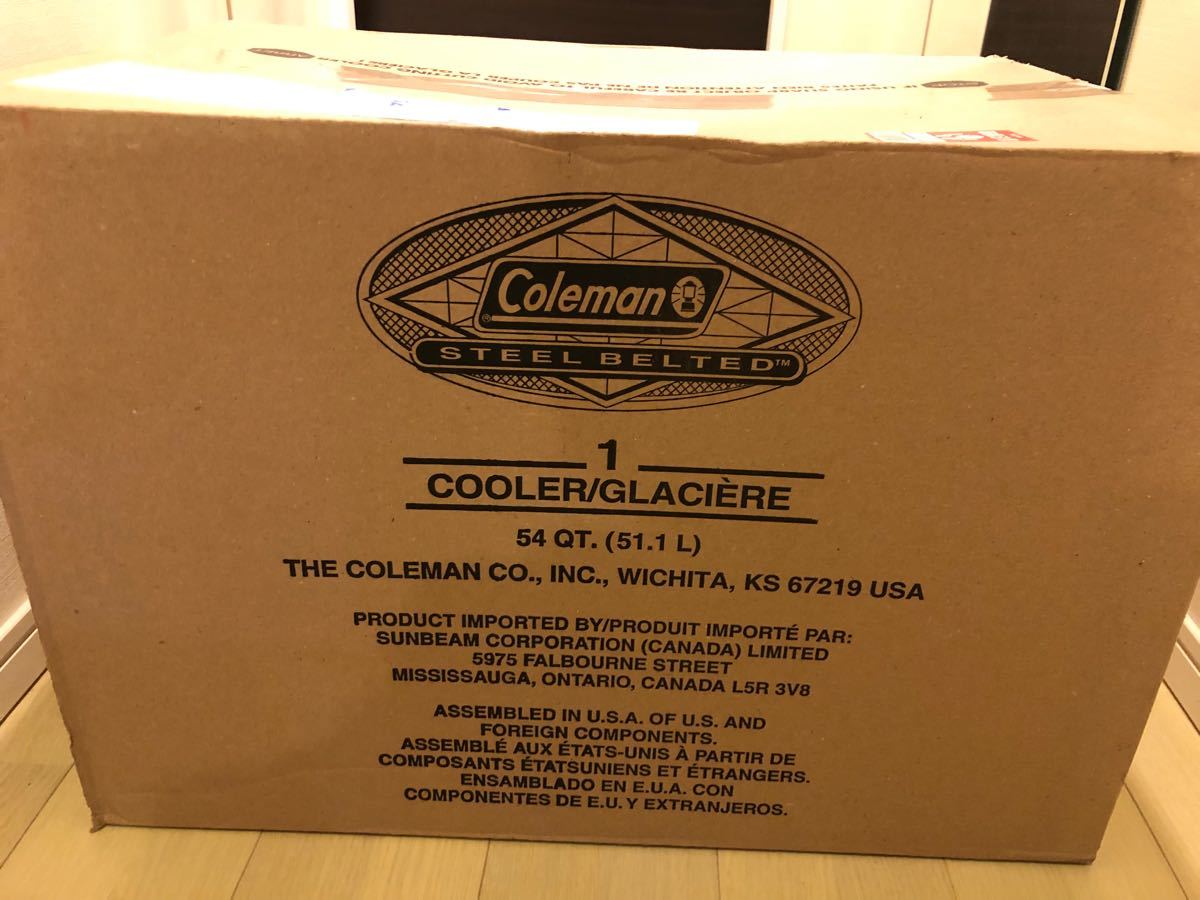 Coleman
®
STEEL BELTED™
1
COOLER/GLACIÈRE
54 QT. (51.1 L)
THE COLEMAN CO., INC., WICHITA, KS 67219 USA
PRODUCT IMPORTED BY/PRODUIT IMPORTÉ PAR:
SUNBEAM CORPORATION (CANADA) LIMITED
5975 FALBOURNE STREET
MISSISSAUGA, ONTARIO, CANADA L5R 3V8
ASSEMBLED IN U.S.A. OF U.S. AND
FOREIGN COMPONENTS.
ASSEMBLÉ AUX ÉTATS-UNIS À PARTIR DE
COMPOSANTS ÉTATSUNIENS ET ÉTRANGERS.
ENSAMBLADO EN E.U.A. CON
COMPONENTES DE E.U. Y EXTRANJEROS.